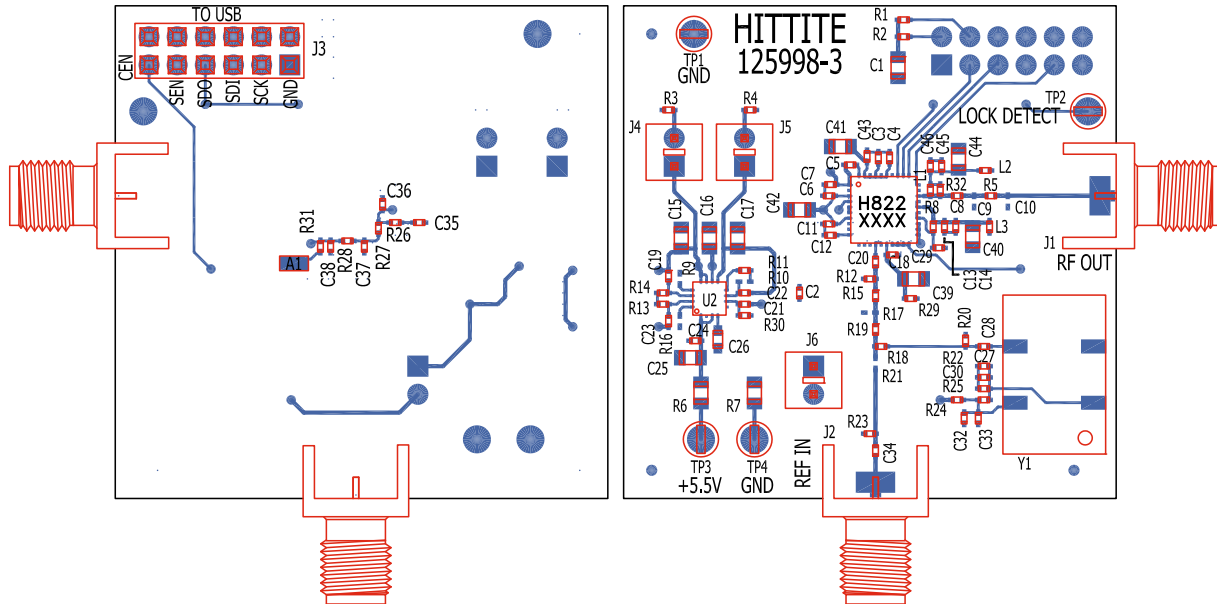 TO USB
J3
CEN
SEN
SDO
SDI
SCK
GND
C36
C35
R26
R31
A1
C38
R28
C37
R27
HITTITE
125998-3
TP1
GND
R1
R2
C1
R3
R4
J4
J5
LOCK DETECT
TP2
C41
C43
C3
C4
C5
C7
C6
C42
C11
C12
H822
XXXX
L1
C46
C45
C44
L2
R32
R5
R8
C8
C9
C10
L3
C40
C29
C13
C14
J1
RF OUT
C15
C16
C17
C19
R9
R11
R10
R14
R13
U2
C22
C21
R30
C2
C23
R16
C24
C25
C26
C20
C18
R12
R15
C39
R29
R17
R19
R18
R21
R20
C28
R22
C27
C30
R25
R24
C32
C33
Y1
J6
R6
R7
R23
C34
J2
REF IN
TP3
+5.5V
TP4
GND